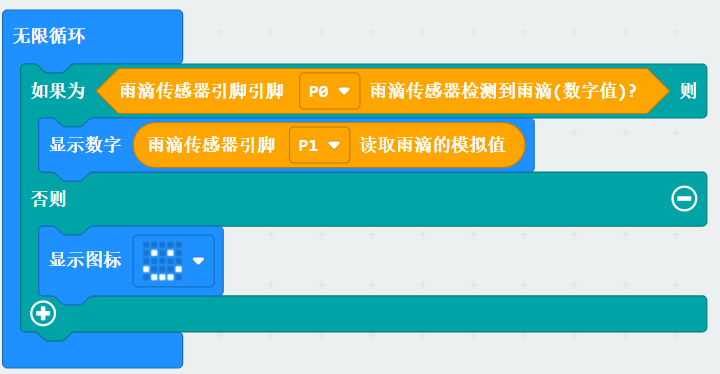 无限循环
如果为 雨滴传感器引脚引脚 P0 雨滴传感器检测到雨滴(数字值)? 则
显示数字 雨滴传感器引脚 P1 读取雨滴的模拟值
否则
显示图标